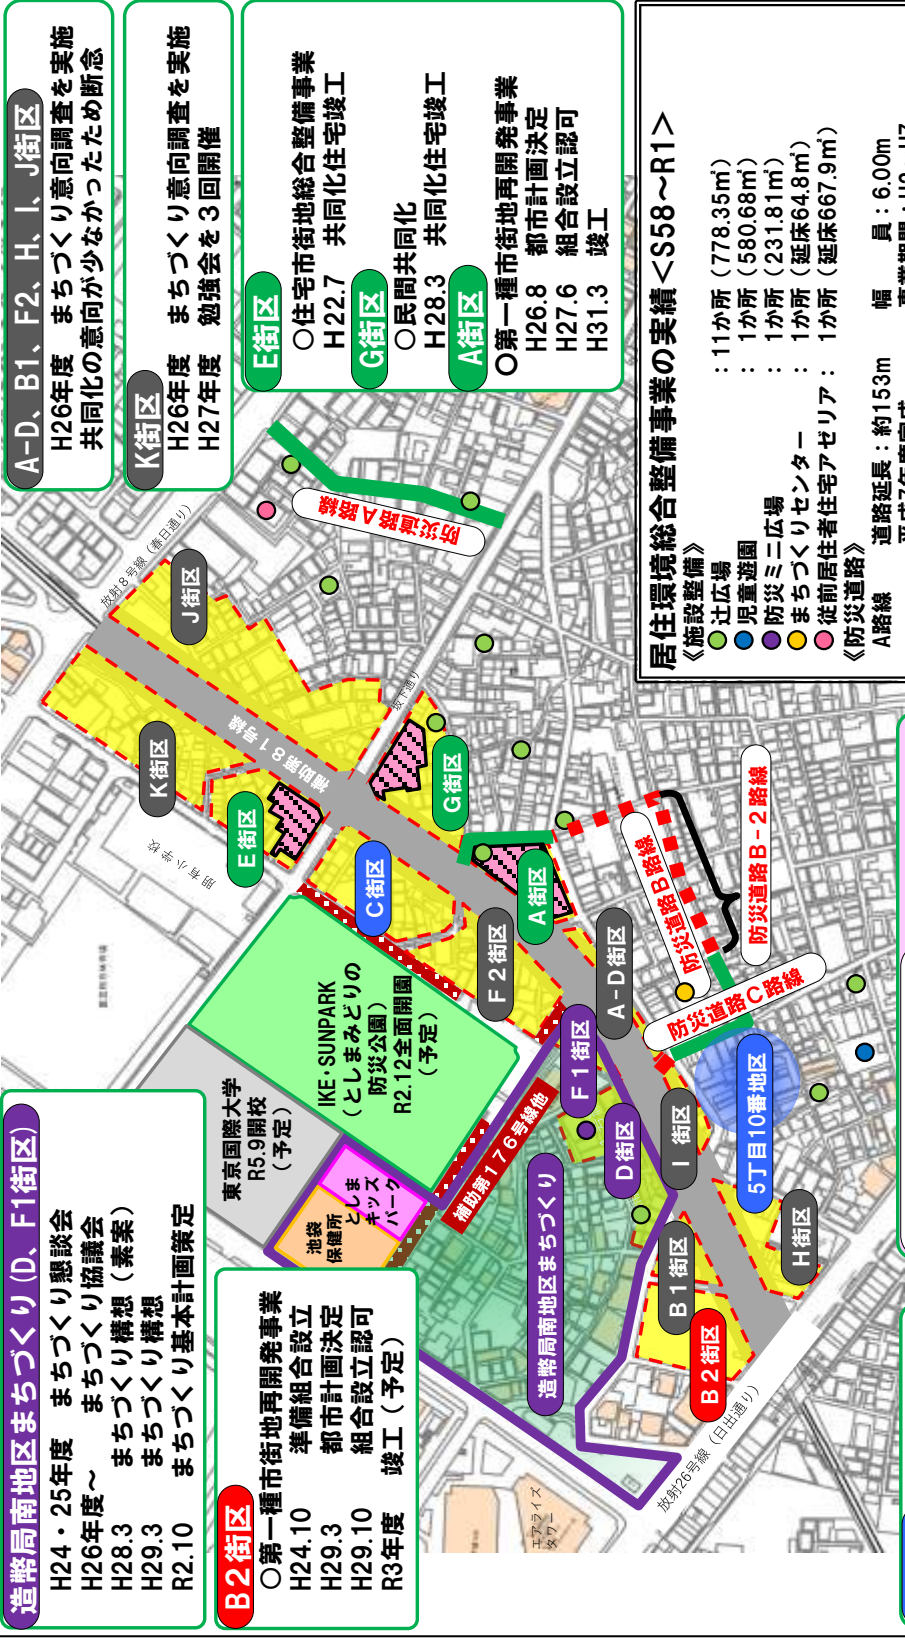 造幣局南地区まちづくり(D、F1街区)
H24・25年度 まちづくり懇談会
H26年度～ まちづくり協議会
H28.3 まちづくり構想(素案)
H29.3 まちづくり構想
R2.10 まちづくり基本計画策定
B2街区
○第一種市街地再開発事業
H24.10 準備組合設立
H29.3 都市計画決定
H29.10 組合設立認可
R3年度 竣工(予定)
A-D、B1、F2、H、I、J街区
H26年度 まちづくり意向調査を実施
共同化の意向が少なかったため断念
K街区
H26年度 まちづくり意向調査を実施
H27年度 勉強会を3回開催
E街区
○住宅市街地総合整備事業
H22.7 共同化住宅竣工
G街区
○民間共同化
H28.3 共同化住宅竣工
A街区
○第一種市街地再開発事業
H26.8 都市計画決定
H27.6 組合設立認可
H31.3 竣工
東京国際大学
R5.9開校
(予定)
IKE・SUNPARK
(としまみどりの
防災公園)
R2.12全面開園
(予定)
池袋
保健所
としま
キッズ
パーク
補助第176号線他
造幣局南地区まちづくり
朋有小学校
放射8号線(春日通り)
補助第81号線
坂下通り
放射26号線(日出通り)
エアライズ
タワー
K街区
J街区
E街区
G街区
C街区
A街区
F2街区
A-D街区
F1街区
D街区
I 街区
B1街区
B2街区
H街区
5丁目10番地区
防災道路A路線
防災道路B路線
防災道路B-2路線
防災道路C路線
居住環境総合整備事業の実績<S58～R1>
《施設整備》
辻広場 : 11か所(778.35㎡)
児童遊園 : 1か所(580.68㎡)
防災ミニ広場 : 1か所(231.81㎡)
まちづくりセンター : 1か所(延床64.8㎡)
従前居住者住宅アゼリア : 1か所(延床667.9㎡)
《防災道路》
A路線 道路延長:約153m 幅 員:6.00m